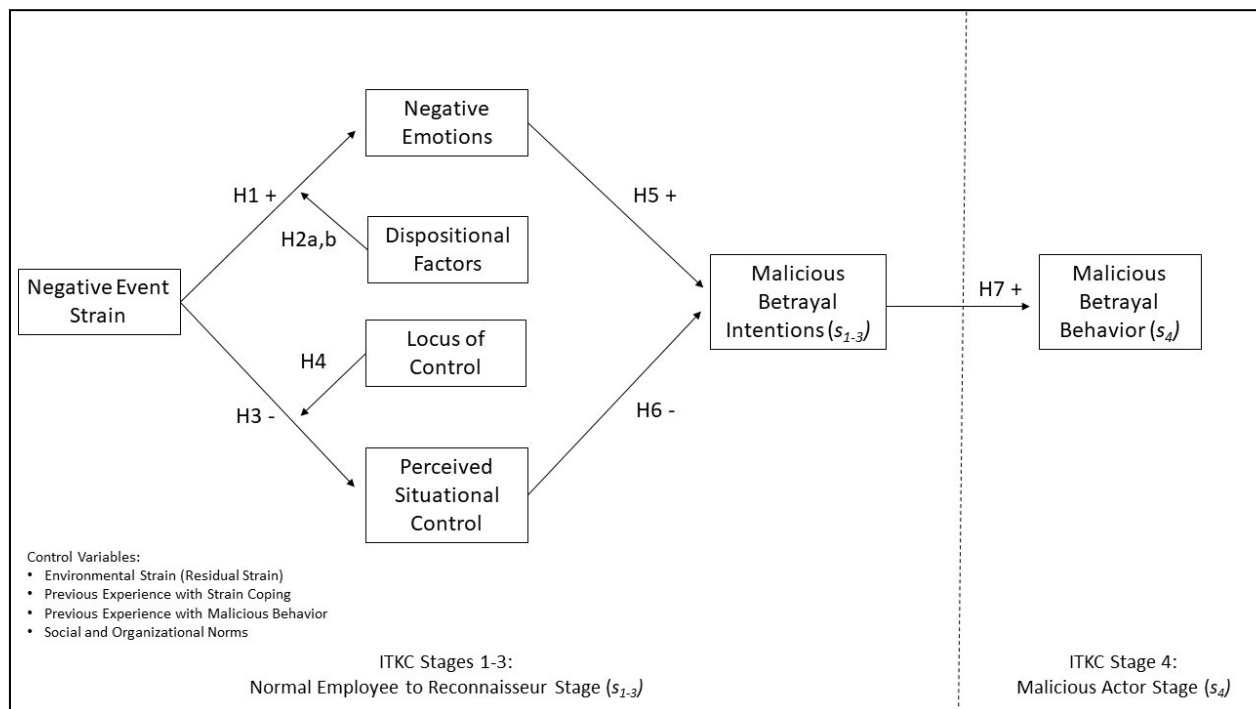 Negative
Emotions
H1 +
H5 +
H2a,b
Dispositional
Factors
Negative Event
Strain
Malicious
Betrayal
Intentions (s1-3)
H7 +
Malicious
Betrayal
Behavior (s4)
Locus of
Control
H4
H3 -
H6 -
Perceived
Situational
Control
Control Variables:
• Environmental Strain (Residual Strain)
• Previous Experience with Strain Coping
• Previous Experience with Malicious Behavior
• Social and Organizational Norms
ITKC Stages 1-3:
Normal Employee to Reconnaisseur Stage (s1-3)
ITKC Stage 4:
Malicious Actor Stage (s4)